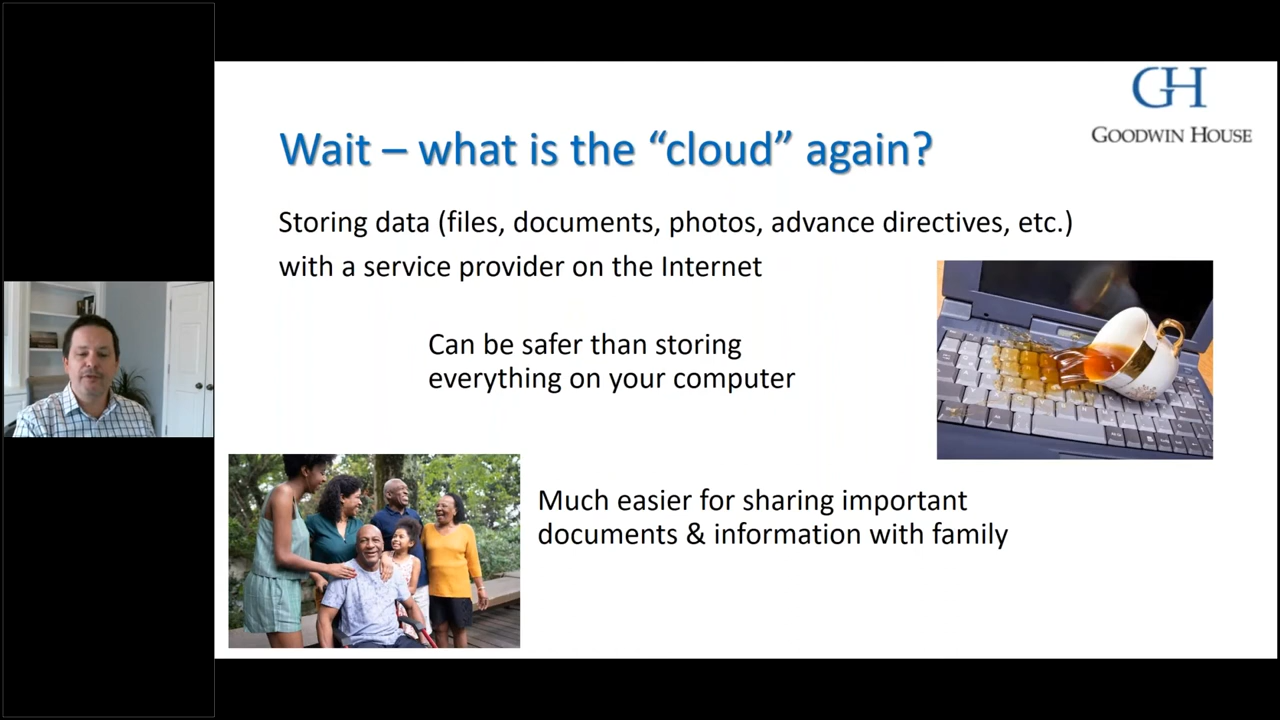 GH
GOODWIN HOUSE
Wait – what is the “cloud” again?
Storing data (files, documents, photos, advance directives, etc.)
with a service provider on the Internet
Can be safer than storing
everything on your computer
Much easier for sharing important
documents & information with family